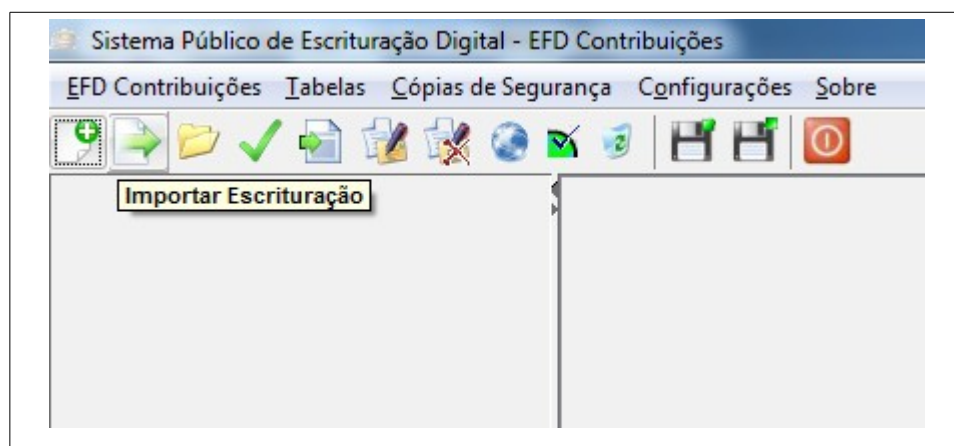 Sistema Público de Escrituração Digital - EFD Contribuições
EFD Contribuições Tabelas Cópias de Segurança Configurações Sobre
Importar Escrituração